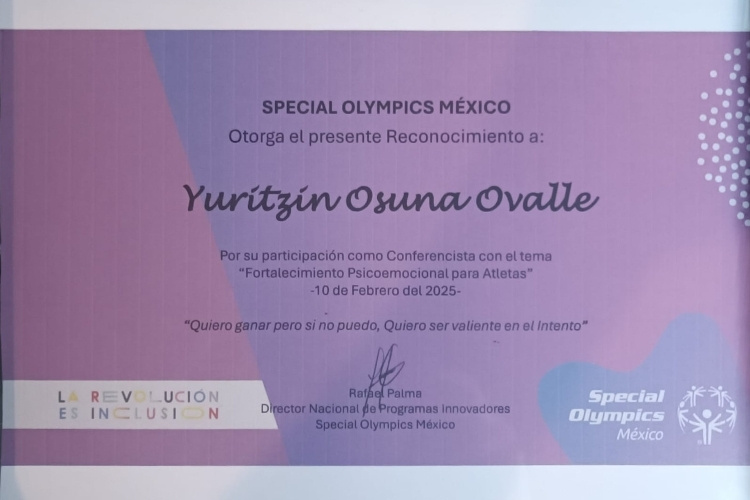 SPECIAL OLYMPICS MÉXICO
Otorga el presente Reconocimiento a:
Yuritzin Osuna Ovalle
Por su participación como Conferencista con el tema
“Fortalecimiento Psicoemocional para Atletas”
-10 de Febrero del 2025-
“Quiero ganar pero si no puedo, Quiero ser valiente en el Intento”
Rafael Palma
Director Nacional de Programas Innovadores
Special Olympics México
LA REVOLUCIÓN
ES INCLUSIÓN
Special
Olympics
México